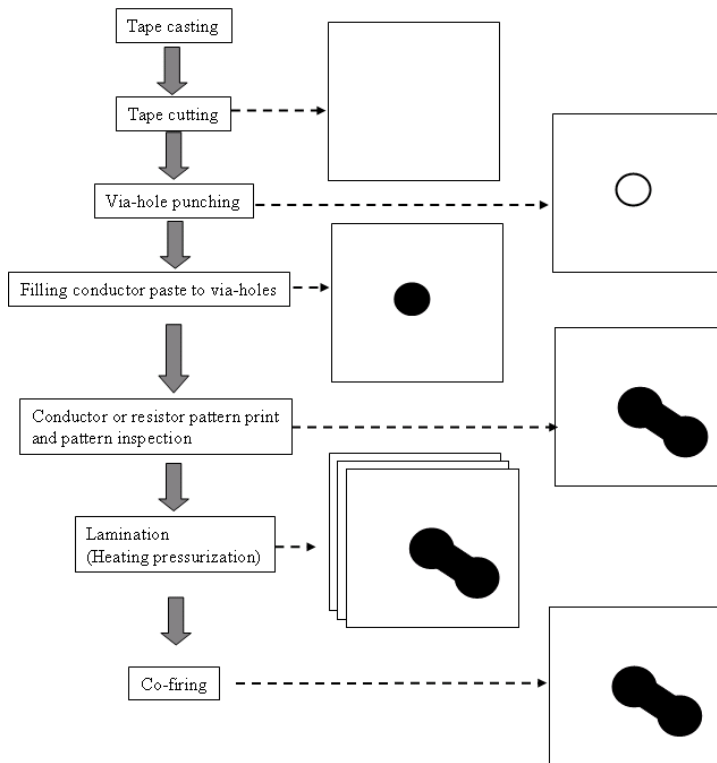 Tape casting
Tape cutting
Via-hole punching
Filling conductor paste to via-holes
Conductor or resistor pattern print
and pattern inspection
Lamination
(Heating pressurization)
Co-firing